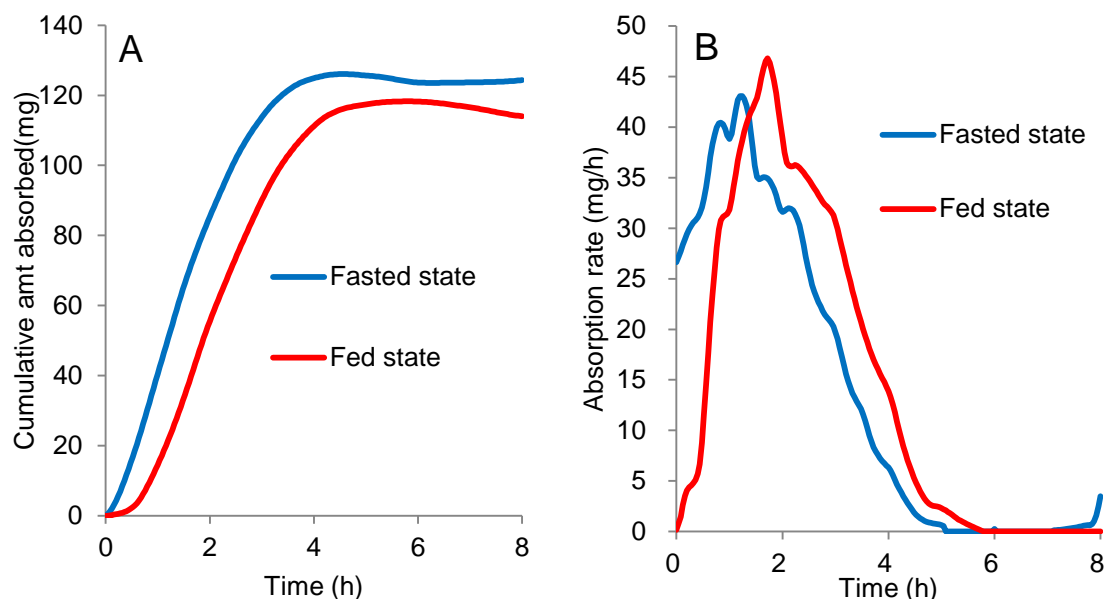 A
Cumulative amt absorbed(mg)
140
120
100
80
60
40
20
0
0 2 4 6 8
Time (h)
Fasted state
Fed state
B
Absorption rate (mg/h)
50
45
40
35
30
25
20
15
10
5
0
0 2 4 6 8
Time (h)
Fasted state
Fed state